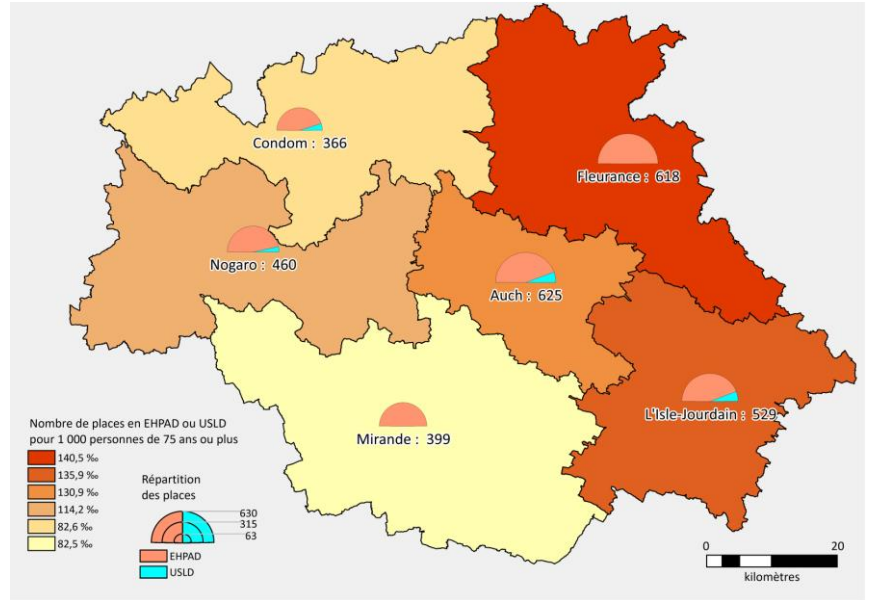 Condom : 366
Fleurance : 618
Nogaro : 460
Auch : 625
L'Isle-Jourdain : 529
Mirande : 399
Nombre de places en EHPAD ou USLD
pour 1 000 personnes de 75 ans ou plus
140,5 ‰
135,9 ‰
130,9 ‰
114,2 ‰
82,6 ‰
82,5 ‰
Répartition
des places
630
315
63
EHPAD
USLD
0 20
kilomètres